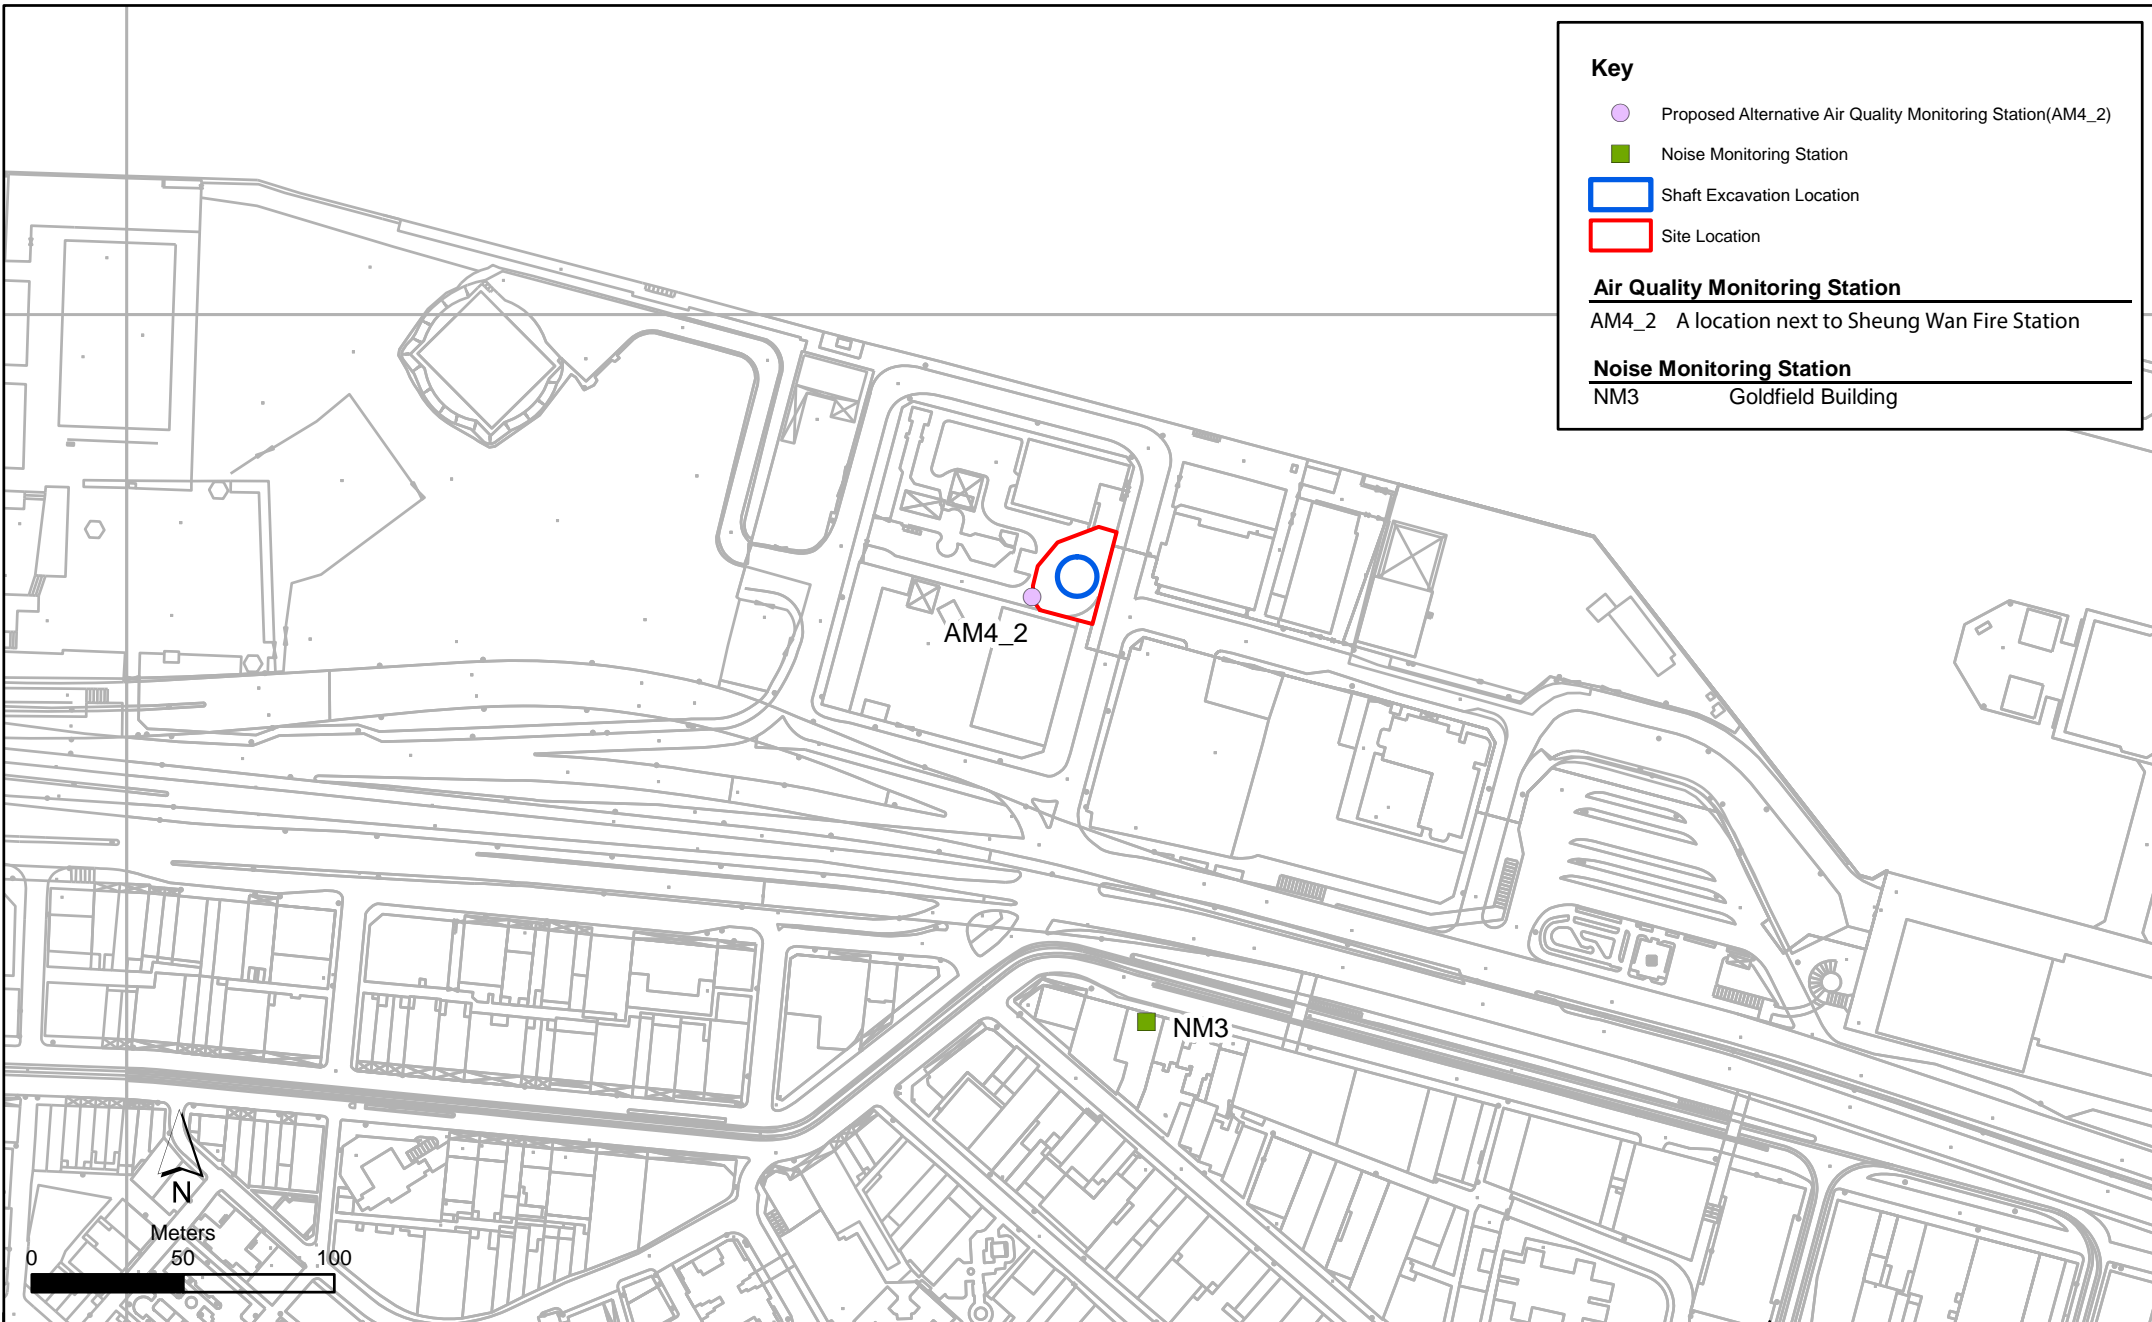 Key
Proposed Alternative Air Quality Monitoring Station(AM4_2)
Noise Monitoring Station
Shaft Excavation Location
Site Location
Air Quality Monitoring Station
AM4_2 A location next to Sheung Wan Fire Station
Noise Monitoring Station
NM3 Goldfield Building
AM4_2
NM3
N
Meters
0 50 100